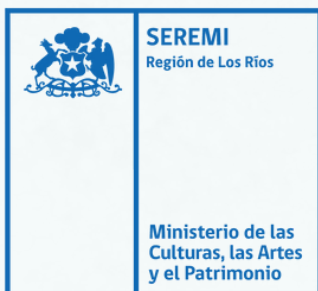 SEREMI
Región de Los Ríos
Ministerio de las
Culturas, las Artes
y el Patrimonio